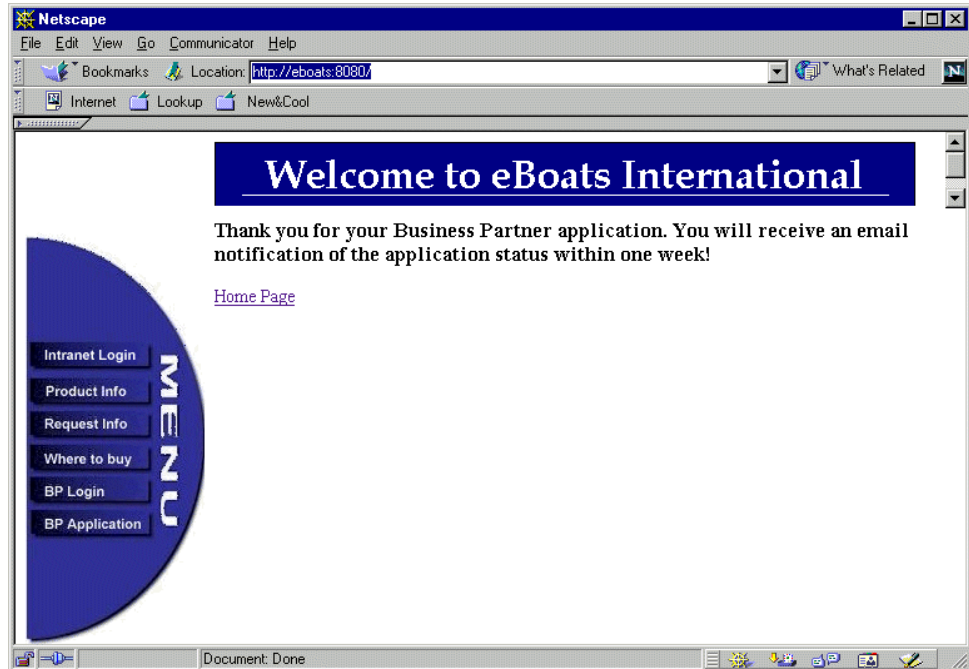 Netscape
File Edit View Go Communicator Help
Bookmarks Location: http://eboats:8080/ What's Related N
Internet Lookup New&Cool
Welcome to eBoats International
Thank you for your Business Partner application. You will receive an email
notification of the application status within one week!
Home Page
MENU
Intranet Login
Product Info
Request Info
Where to buy
BP Login
BP Application
Document: Done